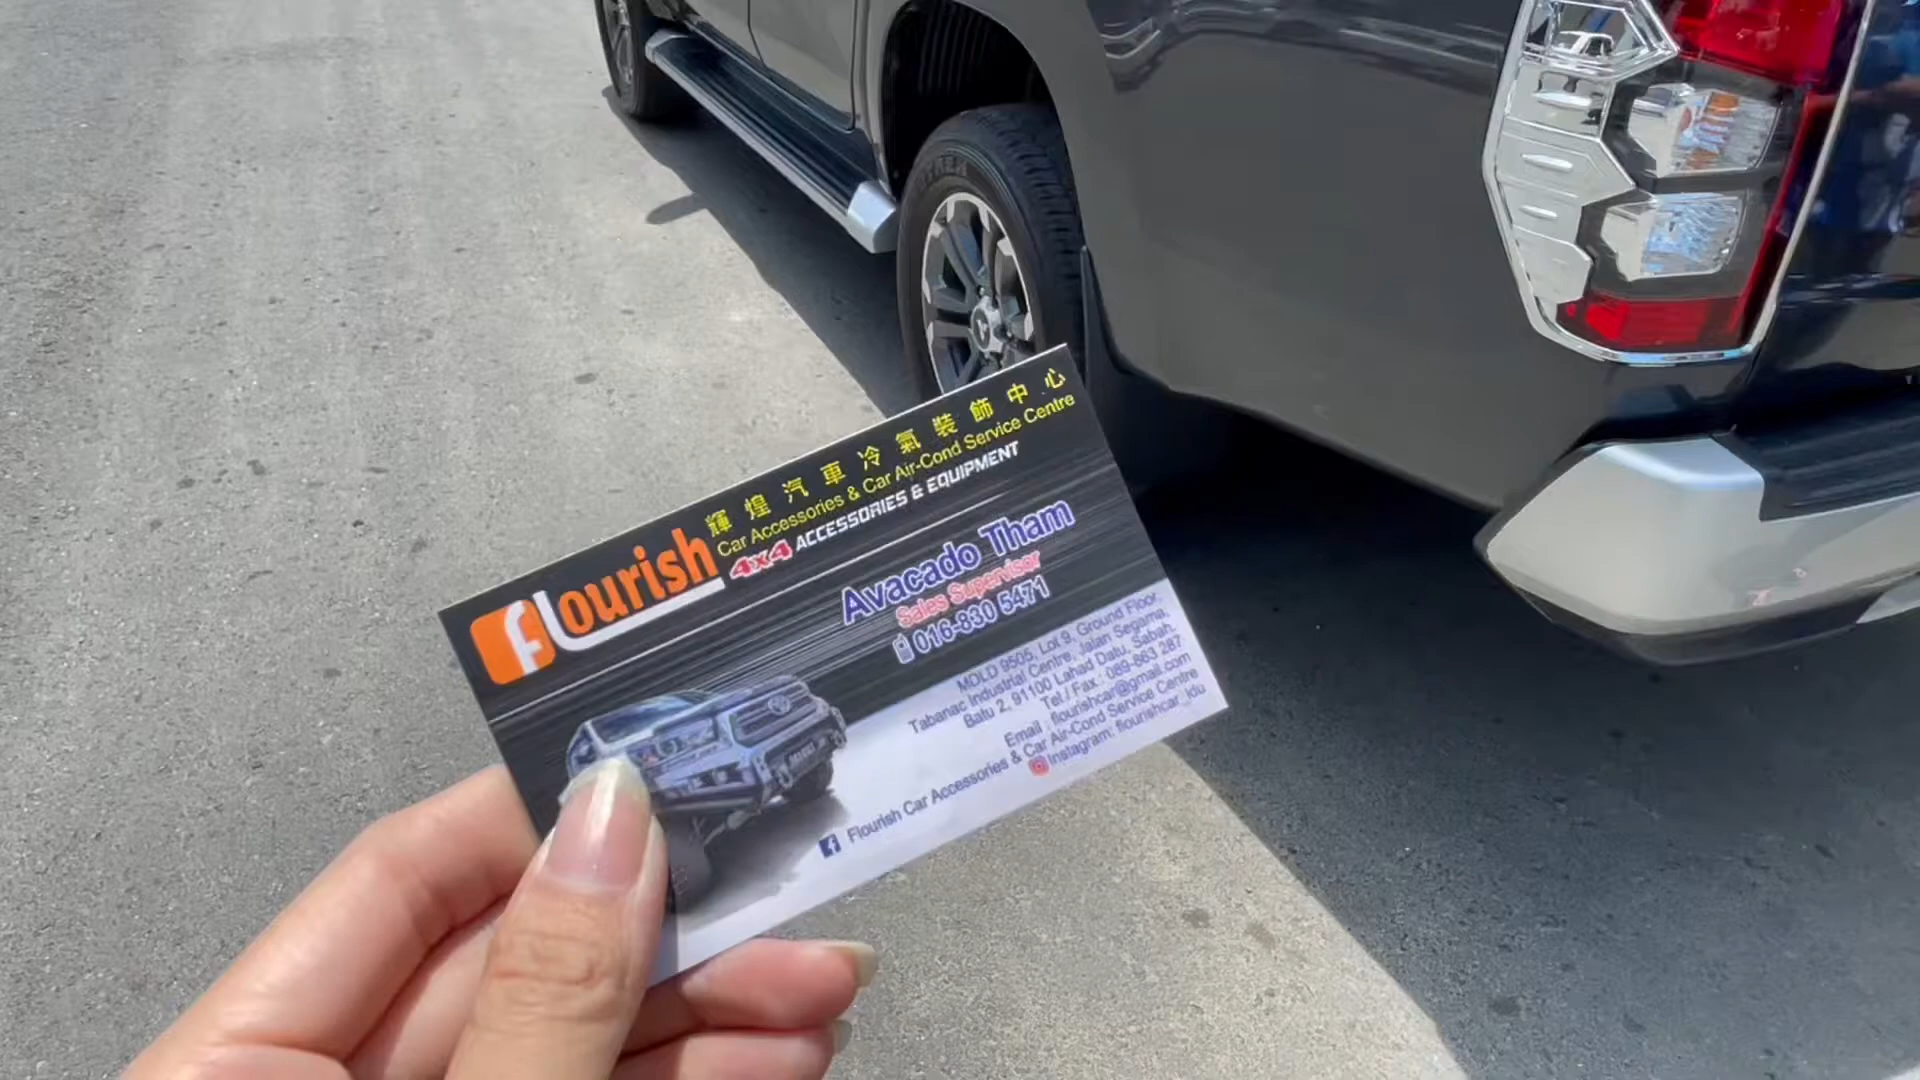 輝煌汽車冷氣裝飾中心
Car Accessories & Car Air-Cond Service Centre
flourish
4x4 ACCESSORIES & EQUIPMENT
Avacado Tham
Sales Supervisor
016-830 5471
MDLD 9505, Lot 9, Ground Floor,
Tabanac Industrial Centre, Jalan Segama,
Batu 2, 91100 Lahad Datu, Sabah.
Tel / Fax : 089-863 287
Email : flourishcar@gmail.com
Flourish Car Accessories & Car Air-Cond Service Centre
Instagram: flourishcar_ldu